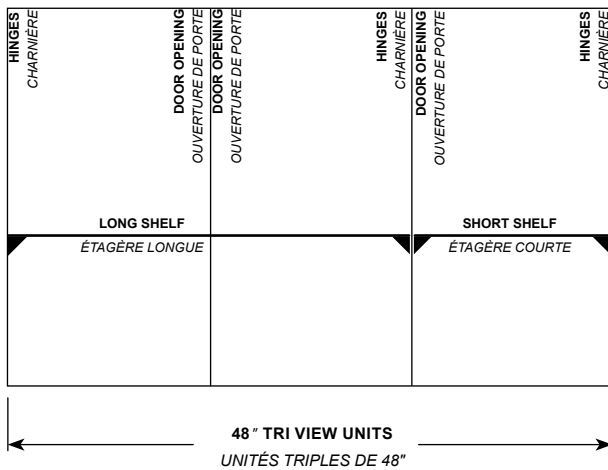 HINGES
CHARNIÈRE
DOOR OPENING
OUVERTURE DE PORTE
DOOR OPENING
OUVERTURE DE PORTE
HINGES
CHARNIÈRE
DOOR OPENING
OUVERTURE DE PORTE
HINGES
CHARNIÈRE
LONG SHELF
ÉTAGÈRE LONGUE
SHORT SHELF
ÉTAGÈRE COURTE
48" TRI VIEW UNITS
UNITÉS TRIPLES DE 48"